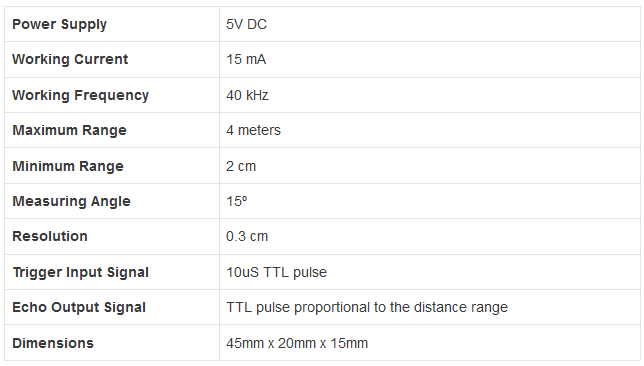 Power Supply 5V DC
Working Current 15 mA
Working Frequency 40 kHz
Maximum Range 4 meters
Minimum Range 2 cm
Measuring Angle 15º
Resolution 0.3 cm
Trigger Input Signal 10uS TTL pulse
Echo Output Signal TTL pulse proportional to the distance range
Dimensions 45mm x 20mm x 15mm